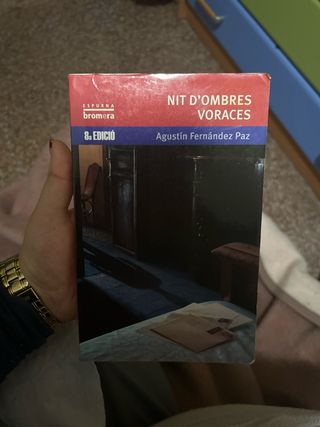 ESPURNA
bromera
NIT D'OMBRES
VORACES
8a EDICIÓ
Agustín Fernández Paz